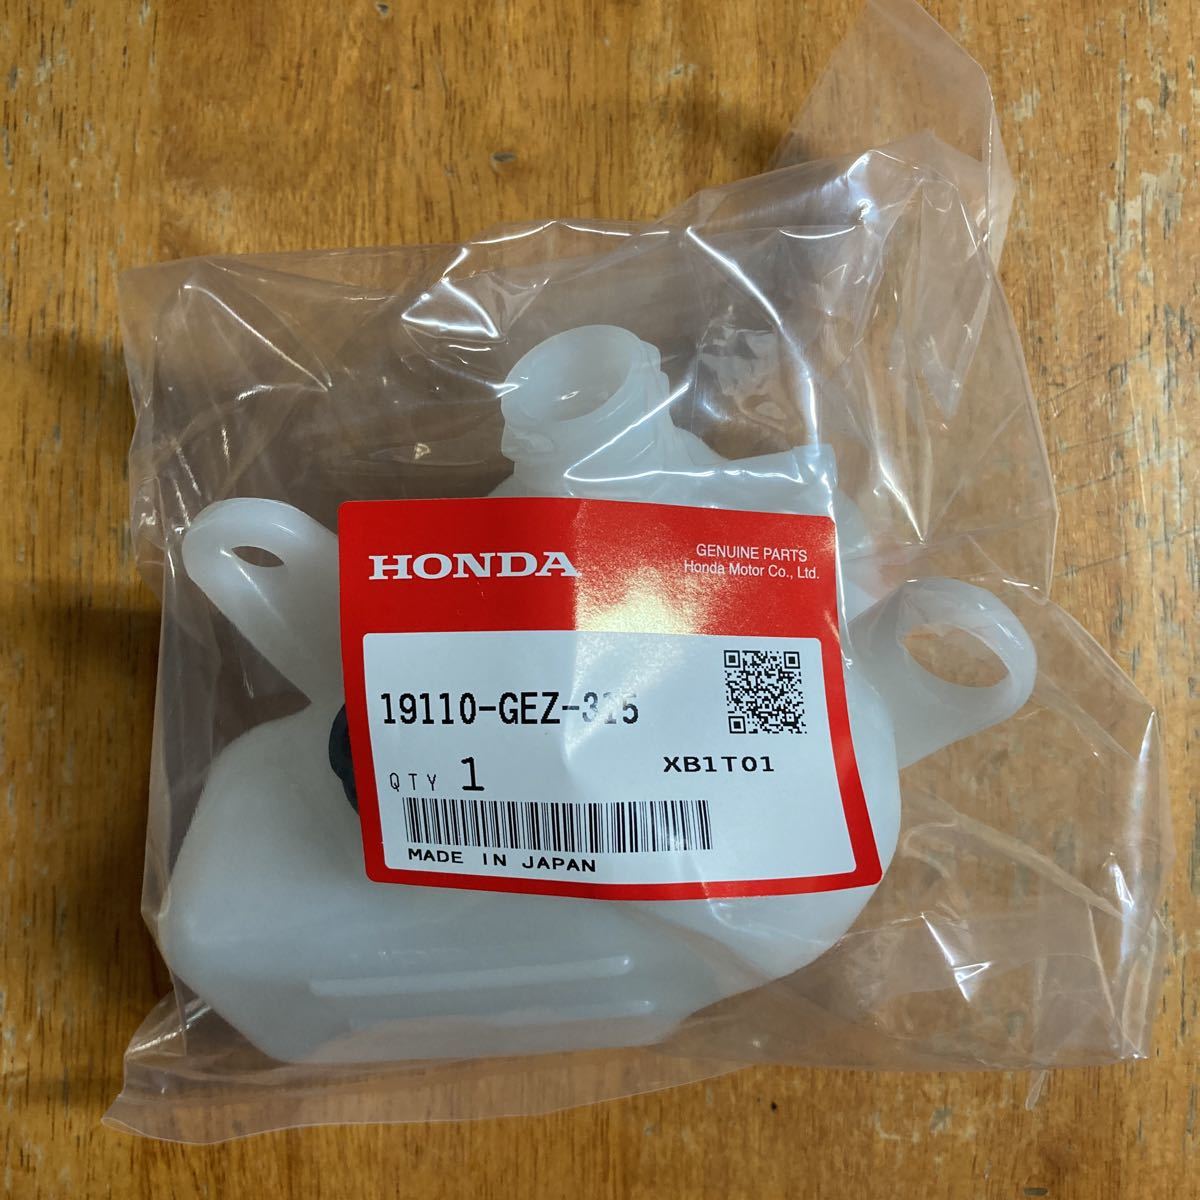 HONDA
GENUINE PARTS
Honda Motor Co., Ltd.
19110-GEZ-315
XB1T01
QTY 1
MADE IN JAPAN